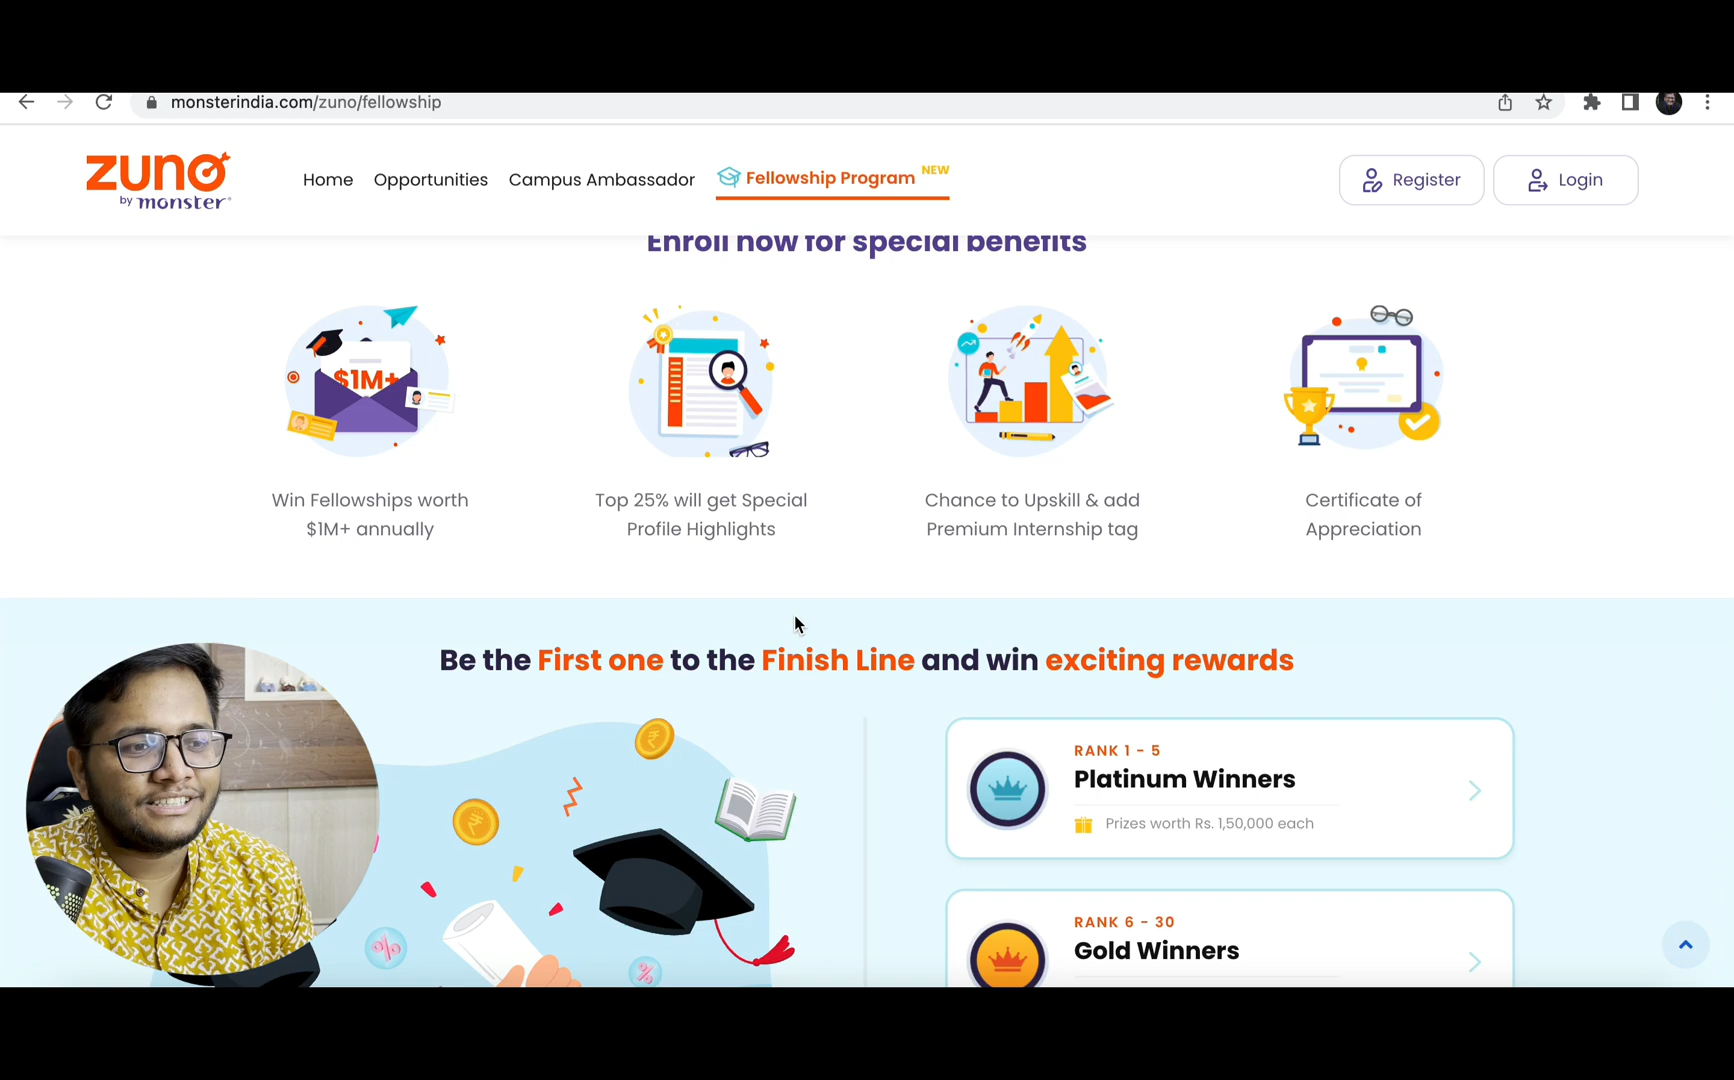 monsterindia.com/zuno/fellowship
zuno
by monster
Home
Opportunities
Campus Ambassador
Fellowship Program NEW
Register
Login
Enroll now for special benefits
$1M+
Win Fellowships worth
$1M+ annually
Top 25% will get Special
Profile Highlights
Chance to Upskill & add
Premium Internship tag
Certificate of
Appreciation
Be the First one to the Finish Line and win exciting rewards
RANK 1 - 5
Platinum Winners
Prizes worth Rs. 1,50,000 each
RANK 6 - 30
Gold Winners